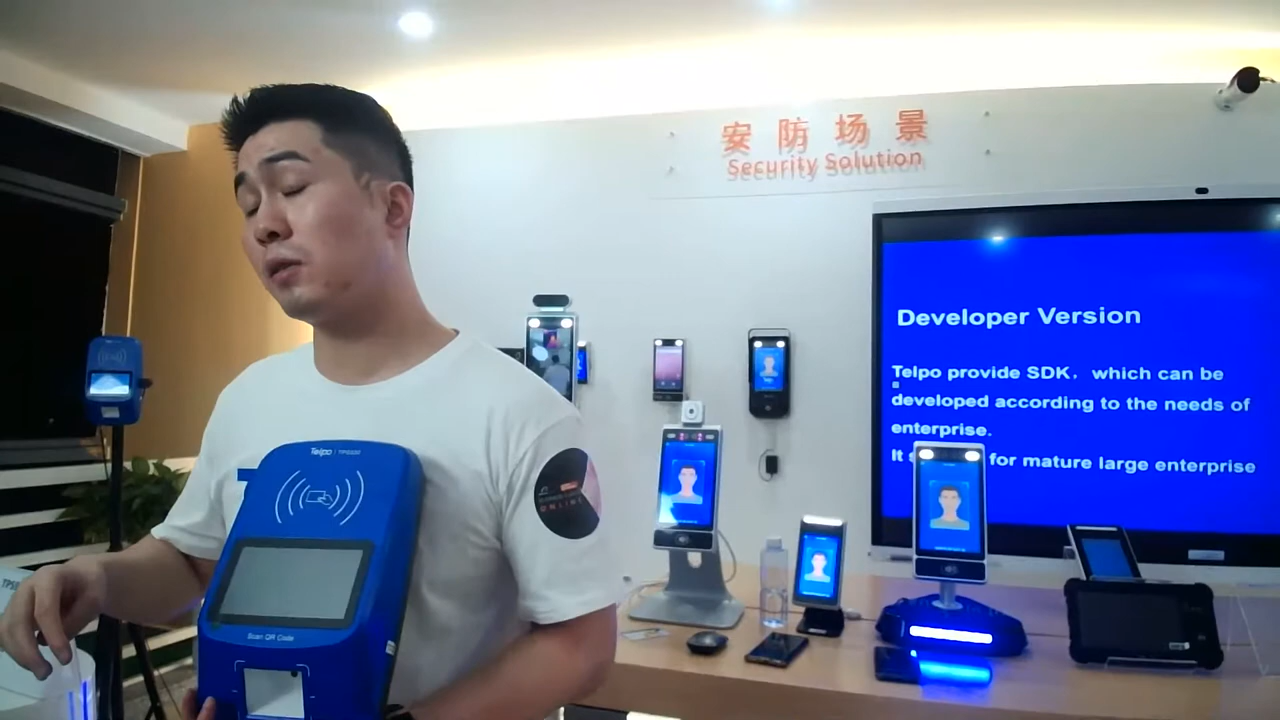 安防场景
Security Solution
Developer Version
Telpo provide SDK, which can be
developed according to the needs of
enterprise.
It for mature large enterprise
Telpo
Scan QR Code
ONLINE